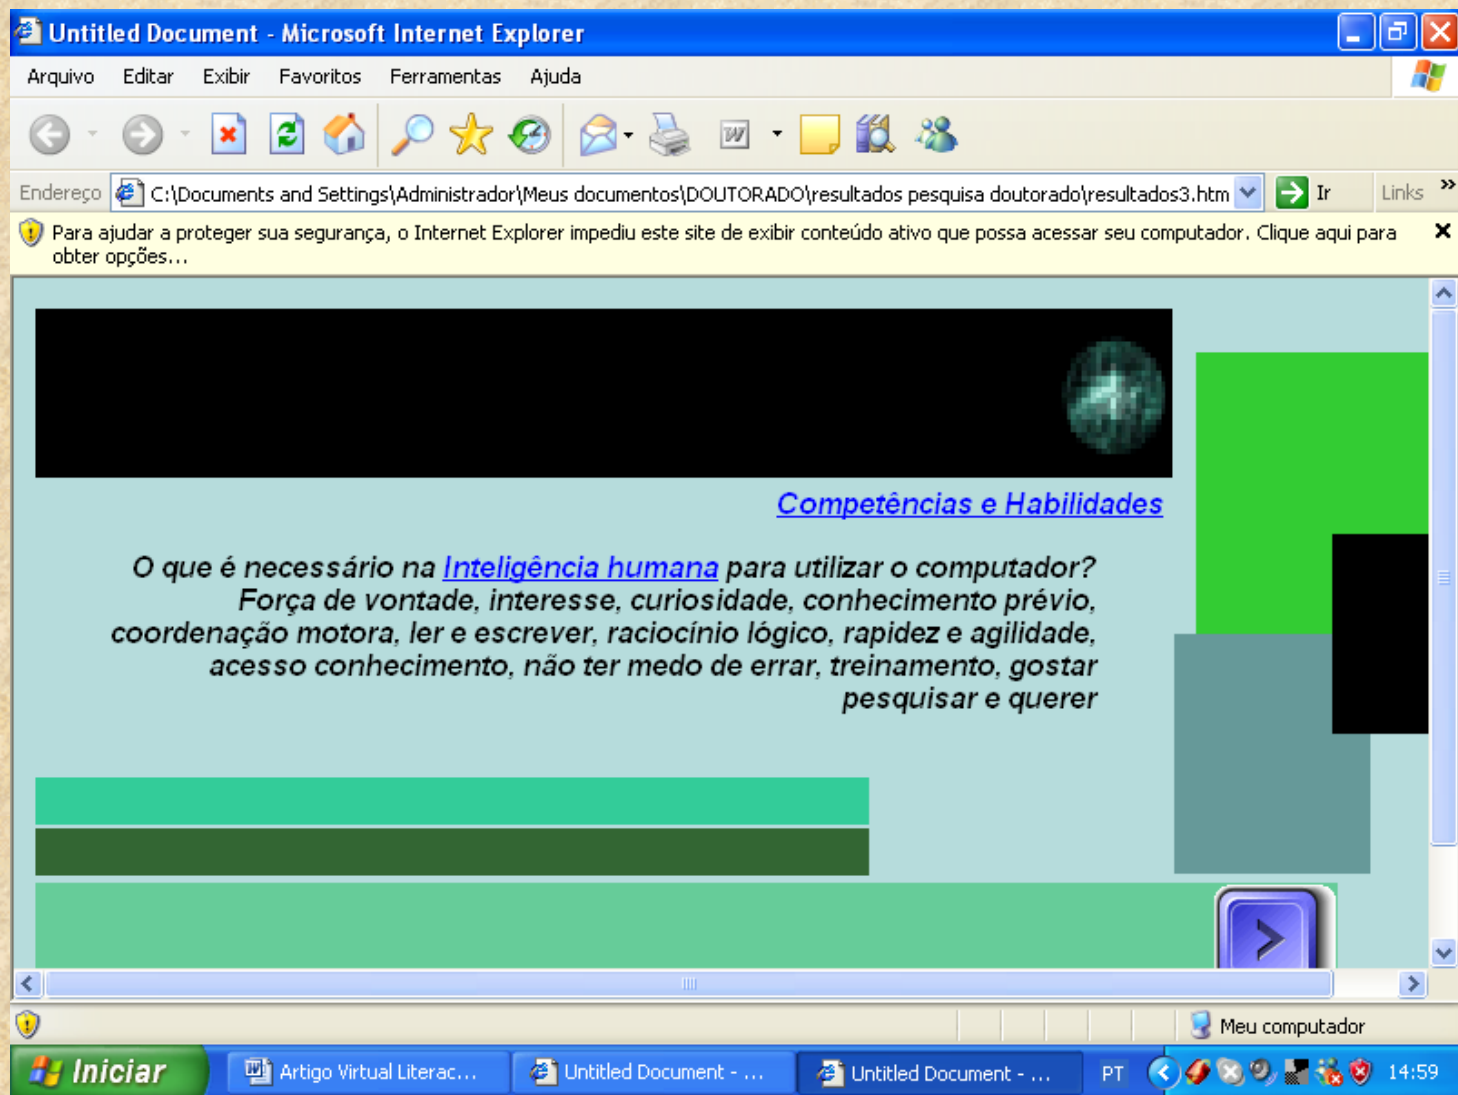 Untitled Document - Microsoft Internet Explorer
Arquivo Editar Exibir Favoritos Ferramentas Ajuda
Endereço C:\Documents and Settings\Administrador\Meus documentos\DOUTORADO\resultados pesquisa doutorado\resultados3.htm Ir Links »
Para ajudar a proteger sua segurança, o Internet Explorer impediu este site de exibir conteúdo ativo que possa acessar seu computador. Clique aqui para
obter opções...
Competências e Habilidades
O que é necessário na Inteligência humana para utilizar o computador?
Força de vontade, interesse, curiosidade, conhecimento prévio,
coordenação motora, ler e escrever, raciocínio lógico, rapidez e agilidade,
acesso conhecimento, não ter medo de errar, treinamento, gostar
pesquisar e querer
>
Meu computador
Iniciar Artigo Virtual Literac... Untitled Document - ... Untitled Document - ... PT 14:59